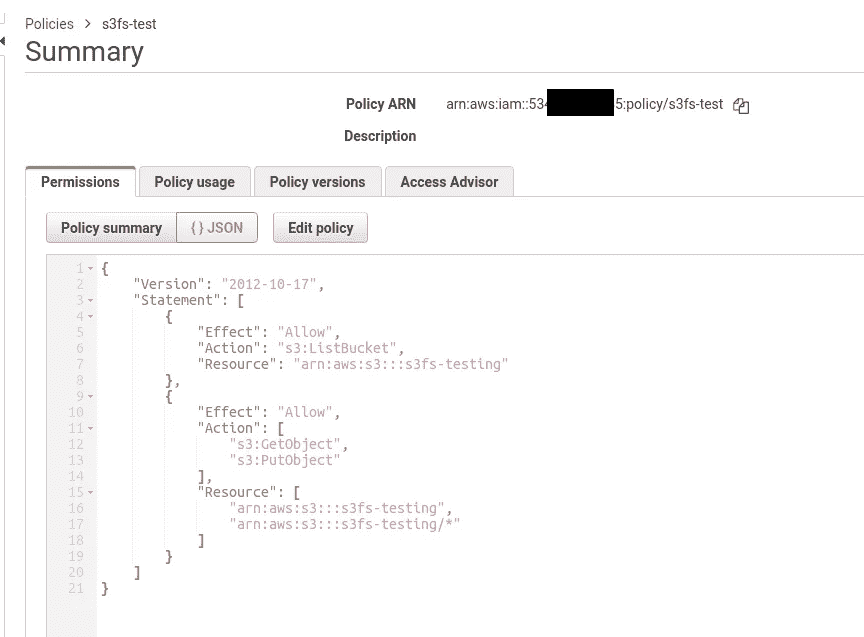 Policies > s3fs-test
Summary
Policy ARN arn:aws:iam::534 5:policy/s3fs-test
Description
Permissions Policy usage Policy versions Access Advisor
Policy summary { } JSON Edit policy
1 {
2 "Version": "2012-10-17",
3 "Statement": [
4 {
5 "Effect": "Allow",
6 "Action": "s3:ListBucket",
7 "Resource": "arn:aws:s3:::s3fs-testing"
8 },
9 {
10 "Effect": "Allow",
11 "Action": [
12 "s3:GetObject",
13 "s3:PutObject"
14 ],
15 "Resource": [
16 "arn:aws:s3:::s3fs-testing",
17 "arn:aws:s3:::s3fs-testing/*"
18 ]
19 }
20 ]
21 }